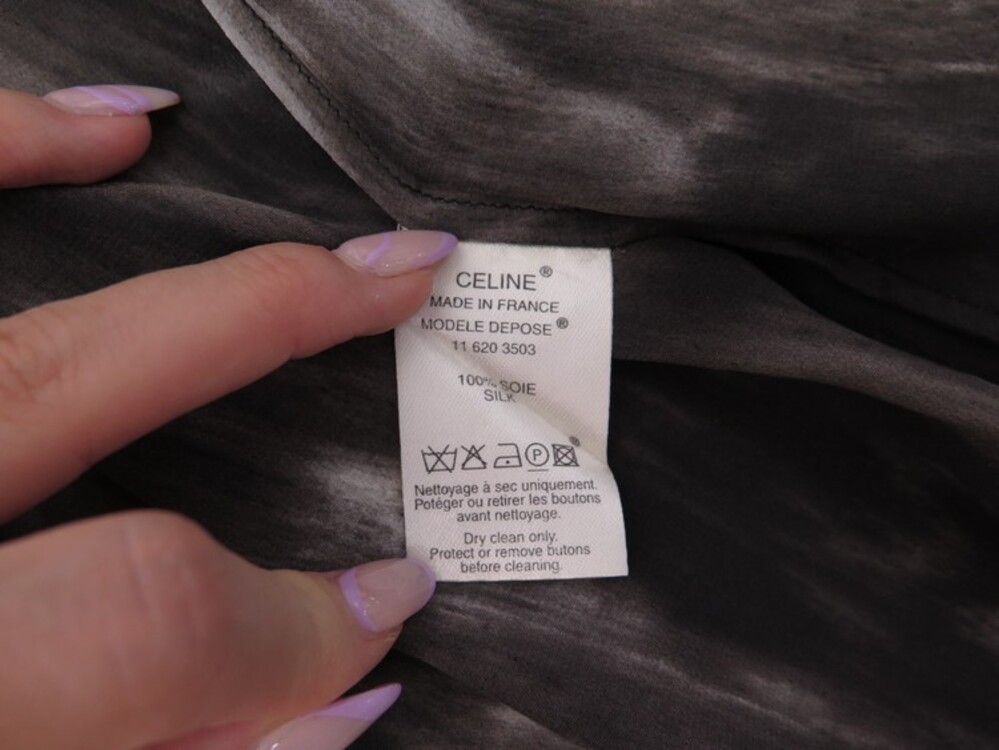 CELINE®
MADE IN FRANCE
MODELE DEPOSE®
11 620 3503
100% SOIE
SILK
P
Nettoyage à sec uniquement.
Potéger ou retirer les boutons
avant nettoyage.
Dry clean only.
Protect or remove butons
before cleaning.